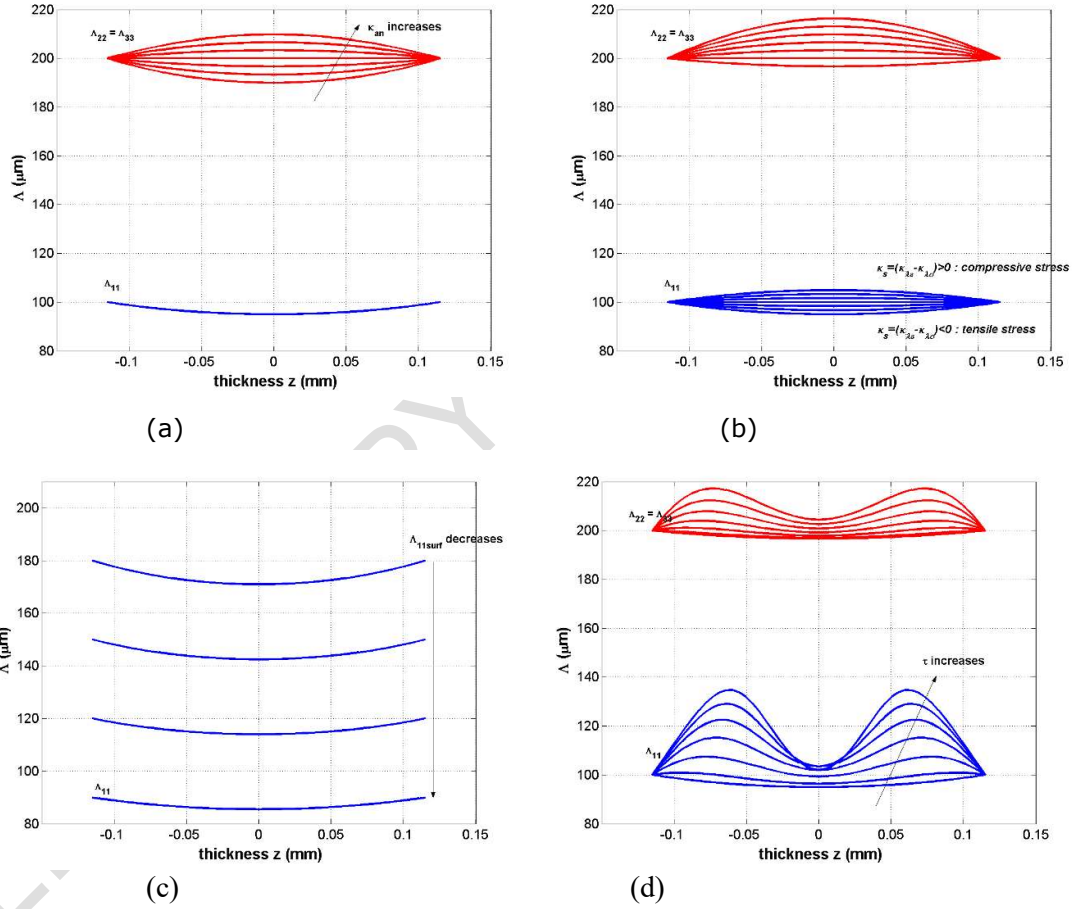 220
200
180
160
140
120
100
80
Λ (μm)
Λ22 = Λ33
κan increases
Λ11
-0.1
-0.05
0
0.05
0.1
0.15
thickness z (mm)
(a)
220
200
180
160
140
120
100
80
Λ (μm)
Λ22 = Λ33
κs=(κλs-κλc)>0 : compressive stress
Λ11
κs=(κλs-κλc)<0 : tensile stress
-0.1
-0.05
0
0.05
0.1
0.15
thickness z (mm)
(b)
200
180
160
140
120
100
80
Λ (μm)
Λ11surf decreases
Λ11
-0.1
-0.05
0
0.05
0.1
0.15
thickness z (mm)
(c)
220
200
180
160
140
120
100
80
Λ (μm)
Λ22 = Λ33
τ increases
Λ11
-0.1
-0.05
0
0.05
0.1
0.15
thickness z (mm)
(d)